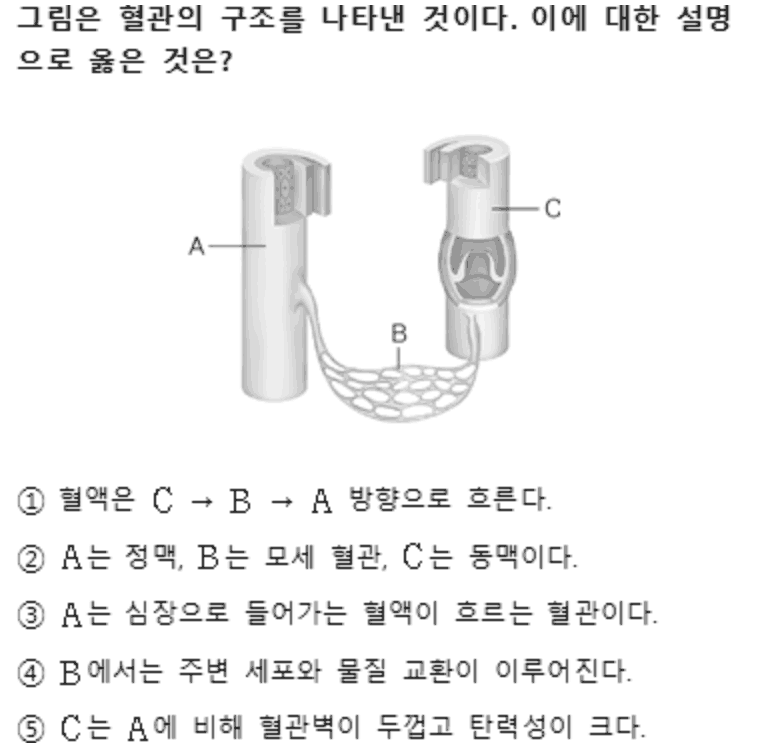 그림은 혈관의 구조를 나타낸 것이다. 이에 대한 설명
으로 옳은 것은?
A
C
B
① 혈액은 C → B → A 방향으로 흐른다.
② A는 정맥, B는 모세 혈관, C는 동맥이다.
③ A는 심장으로 들어가는 혈액이 흐르는 혈관이다.
④ B에서는 주변 세포와 물질 교환이 이루어진다.
⑤ C는 A에 비해 혈관벽이 두껍고 탄력성이 크다.